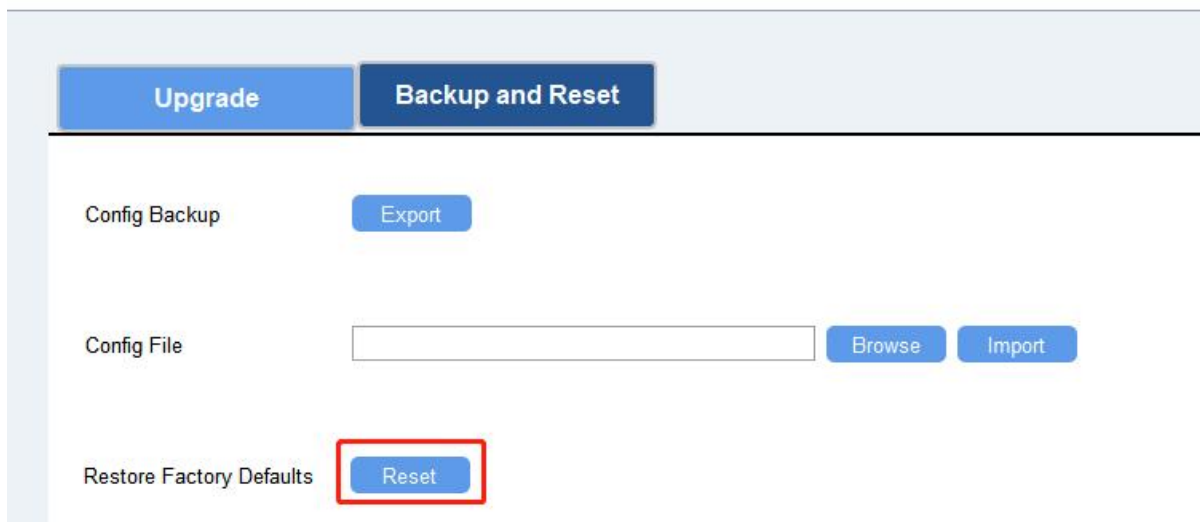 Upgrade Backup and Reset
Config Backup Export
Config File Browse Import
Restore Factory Defaults Reset